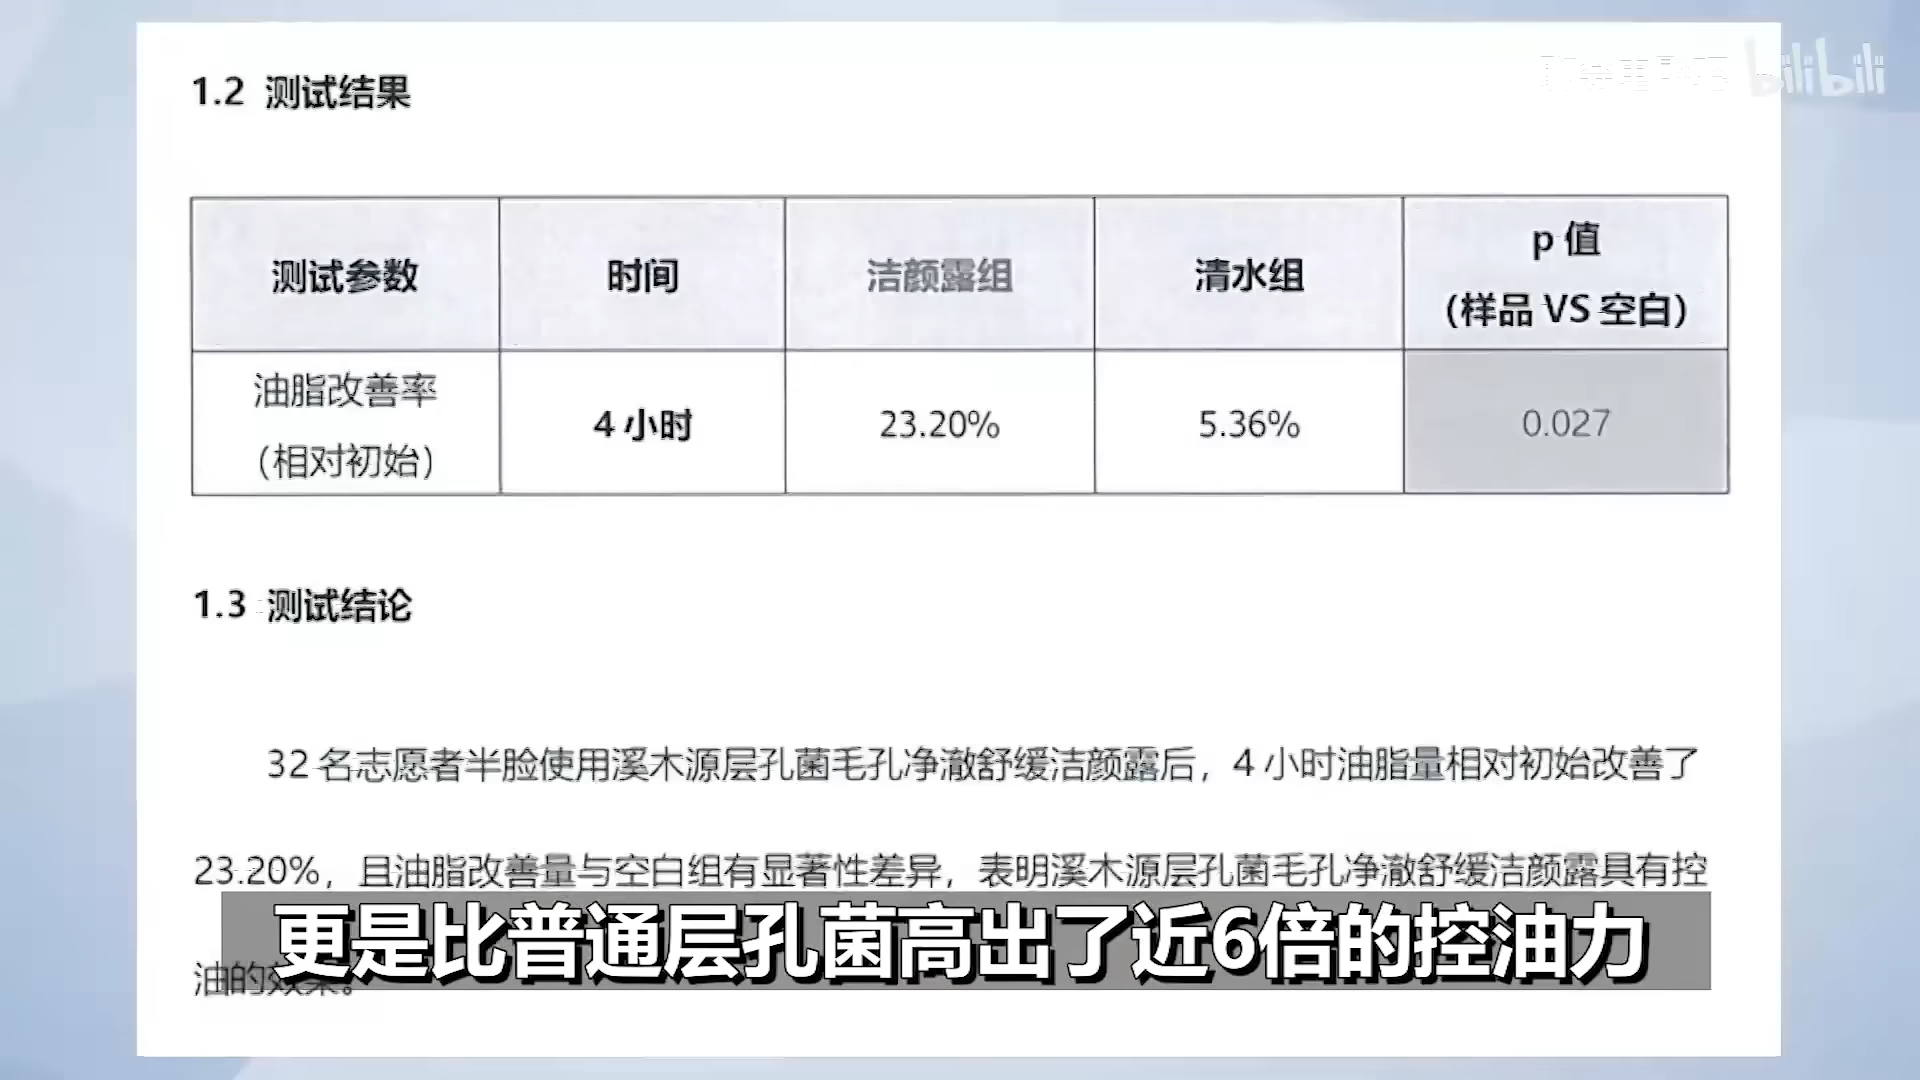 bilibili
1.2 测试结果
测试参数
时间
洁颜露组
清水组
p 值
(样品 VS 空白)
油脂改善率
（相对初始）
4 小时
23.20%
5.36%
0.027
1.3 测试结论
32 名志愿者半脸使用溪木源层孔菌毛孔净澈舒缓洁颜露后，4 小时油脂量相对初始改善了
23.20%，且油脂改善量与空白组有显著性差异，表明溪木源层孔菌毛孔净澈舒缓洁颜露具有控
油的效果。
更是比普通层孔菌高出了近6倍的控油力